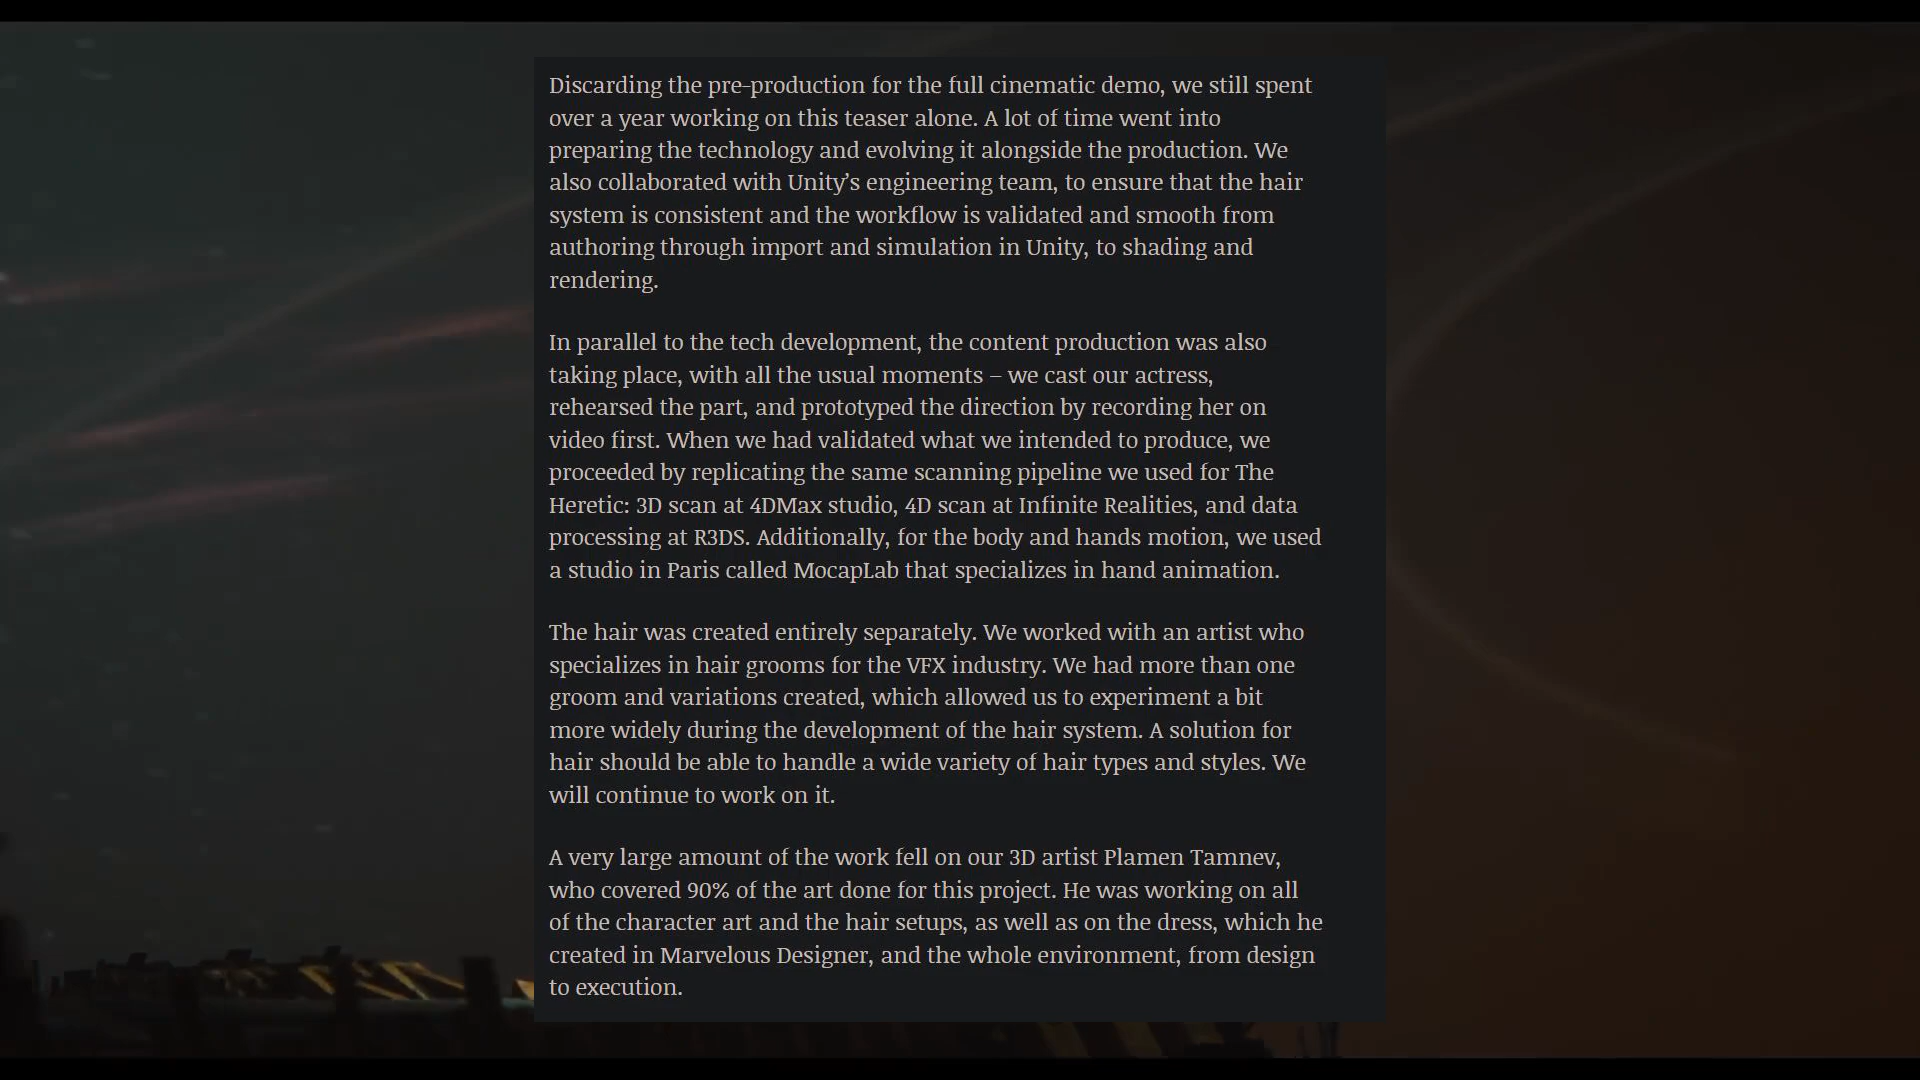 Discarding the pre-production for the full cinematic demo, we still spent
over a year working on this teaser alone. A lot of time went into
preparing the technology and evolving it alongside the production. We
also collaborated with Unity’s engineering team, to ensure that the hair
system is consistent and the workflow is validated and smooth from
authoring through import and simulation in Unity, to shading and
rendering.
In parallel to the tech development, the content production was also
taking place, with all the usual moments – we cast our actress,
rehearsed the part, and prototyped the direction by recording her on
video first. When we had validated what we intended to produce, we
proceeded by replicating the same scanning pipeline we used for The
Heretic: 3D scan at 4DMax studio, 4D scan at Infinite Realities, and data
processing at R3DS. Additionally, for the body and hands motion, we used
a studio in Paris called MocapLab that specializes in hand animation.
The hair was created entirely separately. We worked with an artist who
specializes in hair grooms for the VFX industry. We had more than one
groom and variations created, which allowed us to experiment a bit
more widely during the development of the hair system. A solution for
hair should be able to handle a wide variety of hair types and styles. We
will continue to work on it.
A very large amount of the work fell on our 3D artist Plamen Tamnev,
who covered 90% of the art done for this project. He was working on all
of the character art and the hair setups, as well as on the dress, which he
created in Marvelous Designer, and the whole environment, from design
to execution.